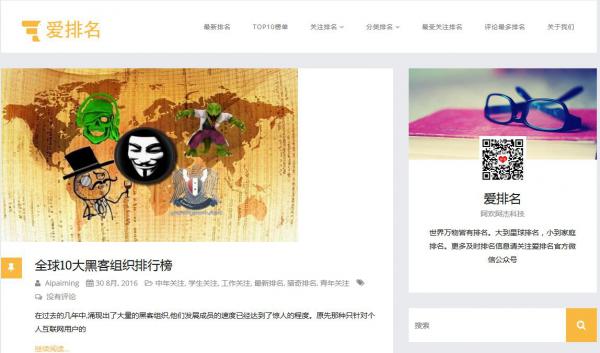 爱排名
最新排名 TOP10榜单 关注排名 分类排名 最受关注排名 评论最多排名 关于我们
全球10大黑客组织排行榜
Aipaiming 30 8月, 2016 中年关注, 学生关注, 工作关注, 最新排名, 猎奇排名, 青年关注
没有评论
在过去的几年中,涌现出了大量的黑客组织,他们发展成员的速度已经达到了惊人的程度。原先那种只针对个
人互联网用户的
继续阅读...
爱排名
阿欢网杰科技
世界万物皆有排名。大到星球排名，小到家庭
排名。更多及时排名信息请关注爱排名官方微
信公众号
搜索